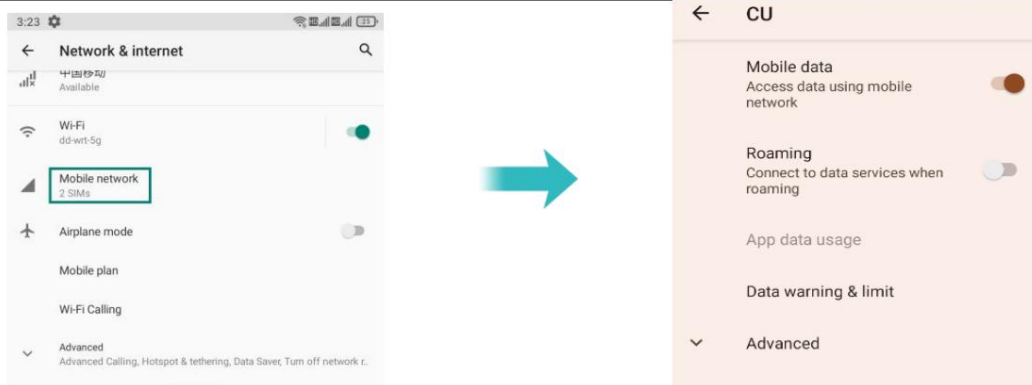 3:23
25
Network & internet
中国移动
Available
Wi-Fi
dd-wrt-5g
Mobile network
2 SIMs
Airplane mode
Mobile plan
Wi-Fi Calling
Advanced
Advanced Calling, Hotspot & tethering, Data Saver, Turn off network r..
CU
Mobile data
Access data using mobile
network
Roaming
Connect to data services when
roaming
App data usage
Data warning & limit
Advanced